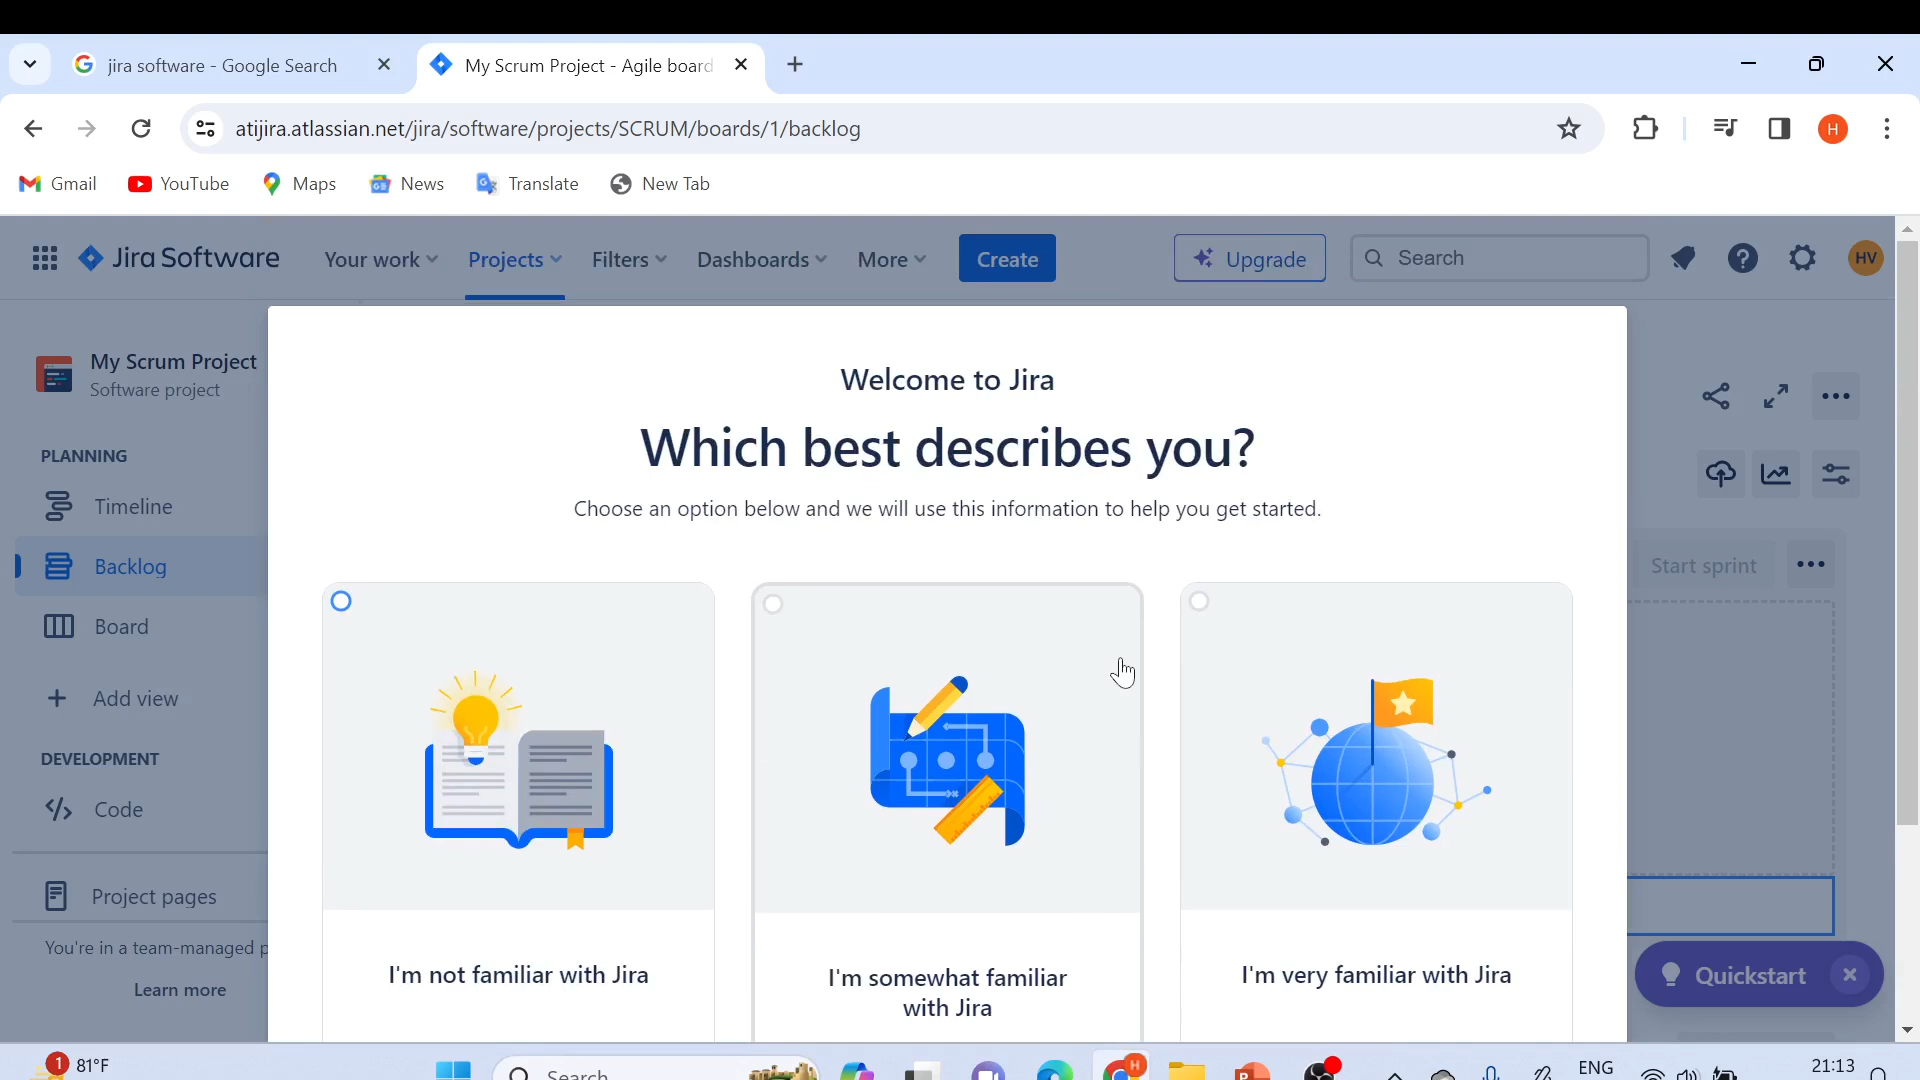 jira software - Google Search
My Scrum Project - Agile board
atijira.atlassian.net/jira/software/projects/SCRUM/boards/1/backlog
H
Gmail
YouTube
Maps
News
Translate
New Tab
Jira Software
Your work
Projects
Filters
Dashboards
More
Create
Upgrade
Search
HV
My Scrum Project
Software project
PLANNING
Timeline
Backlog
Board
Add view
DEVELOPMENT
Code
Project pages
You're in a team-managed p
Learn more
Welcome to Jira
Which best describes you?
Choose an option below and we will use this information to help you get started.
I'm not familiar with Jira
I'm somewhat familiar
with Jira
I'm very familiar with Jira
Start sprint
Quickstart
1
81°F
Search
H
ENG
21:13